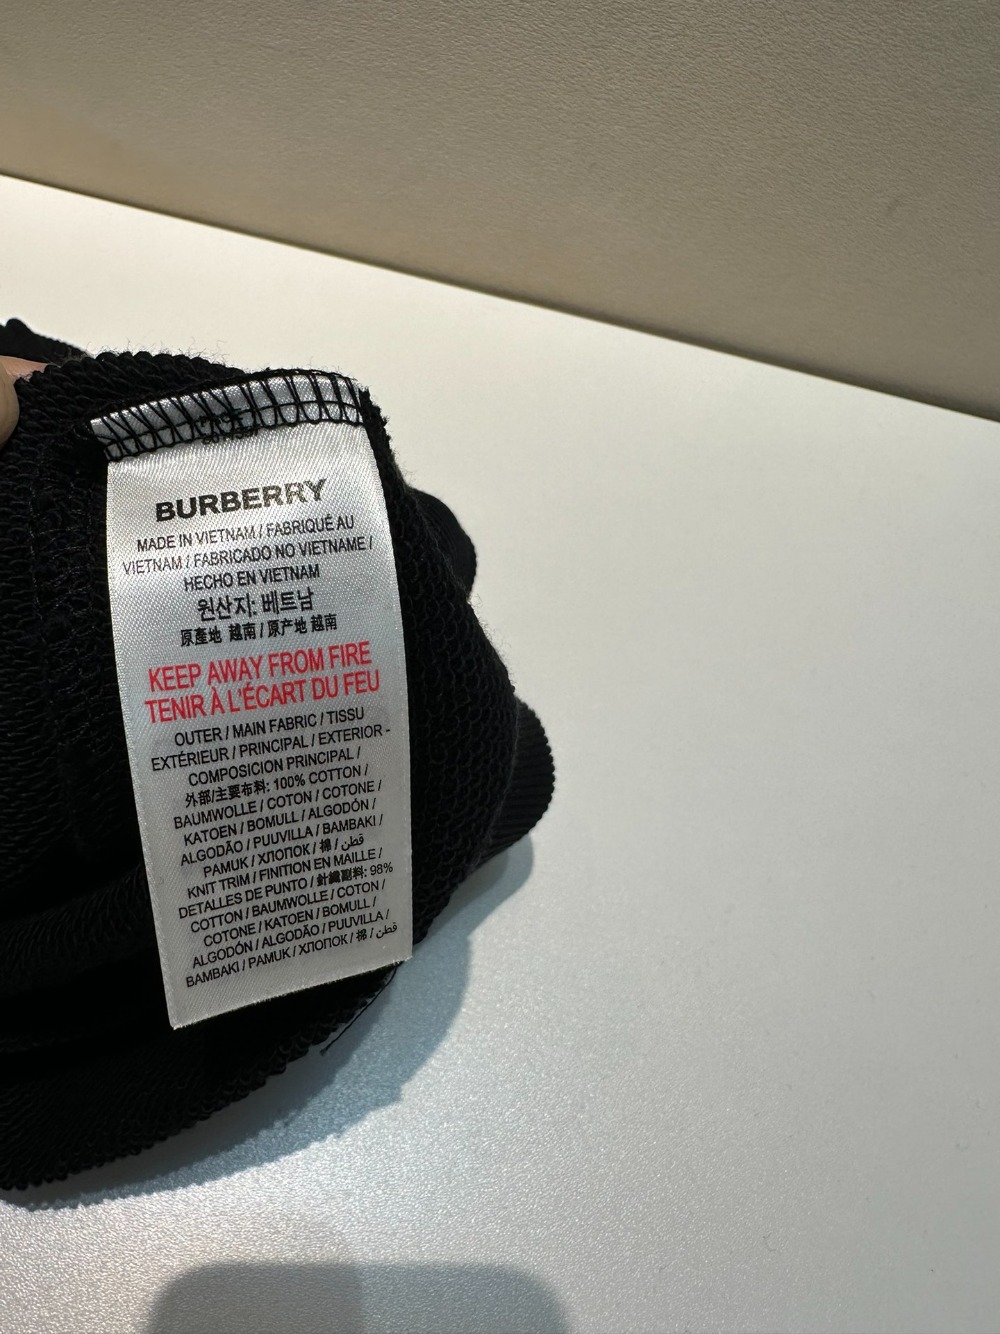 BURBERRY
MADE IN VIETNAM / FABRIQUÉ AU
VIETNAM / FABRICADO NO VIETNAME /
HECHO EN VIETNAM
원산지: 베트남
原產地 越南 / 原产地 越南
KEEP AWAY FROM FIRE
TENIR À L'ÉCART DU FEU
OUTER / MAIN FABRIC / TISSU
EXTÉRIEUR / PRINCIPAL / EXTERIOR -
COMPOSICION PRINCIPAL /
外部/主要布料: 100% COTTON /
BAUMWOLLE / COTON / COTONE /
KATOEN / BOMULL / ALGODÓN /
ALGODÃO / PUUVILLA / BAMBAKI /
PAMUK / ХЛОПОК / 棉 / قطن
KNIT TRIM / FINITION EN MAILLE /
DETALLES DE PUNTO / 針織副料: 98%
COTTON / BAUMWOLLE / COTON /
COTONE / KATOEN / BOMULL /
ALGODÓN / ALGODÃO / PUUVILLA /
BAMBAKI / PAMUK / ХЛОПОК / 棉 / قطن